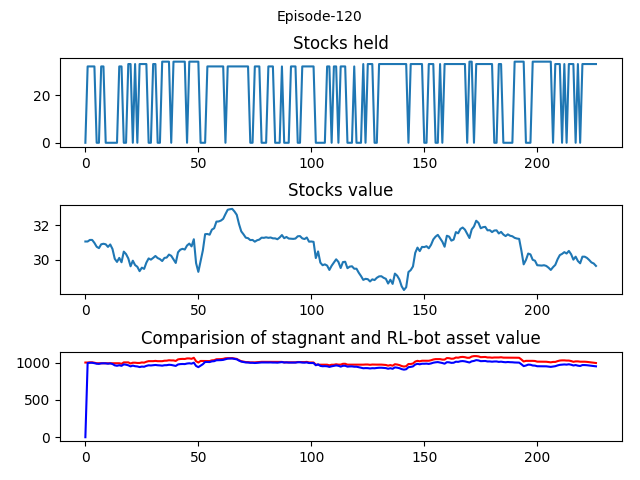 Episode-120
Stocks held
20
0
0 50 100 150 200
Stocks value
32
30
0 50 100 150 200
Comparision of stagnant and RL-bot asset value
1000
500
0
0 50 100 150 200